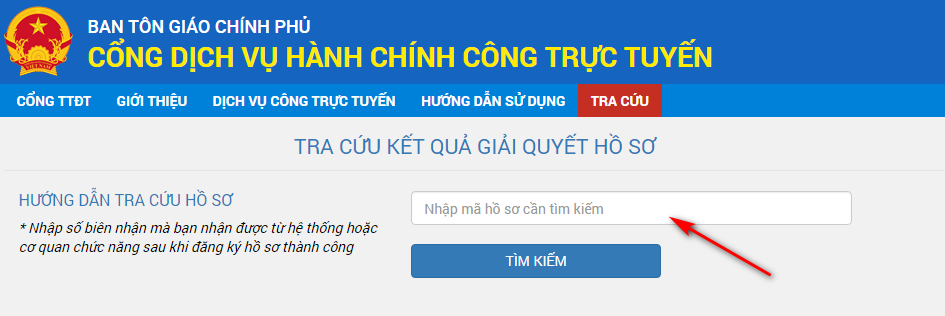 BAN TÔN GIÁO CHÍNH PHỦ
CỔNG DỊCH VỤ HÀNH CHÍNH CÔNG TRỰC TUYẾN
VIỆT NAM
CỔNG TTĐT GIỚI THIỆU DỊCH VỤ CÔNG TRỰC TUYẾN HƯỚNG DẪN SỬ DỤNG TRA CỨU
TRA CỨU KẾT QUẢ GIẢI QUYẾT HỒ SƠ
HƯỚNG DẪN TRA CỨU HỒ SƠ
* Nhập số biên nhận mà bạn nhận được từ hệ thống hoặc
cơ quan chức năng sau khi đăng ký hồ sơ thành công
Nhập mã hồ sơ cần tìm kiếm
TÌM KIẾM